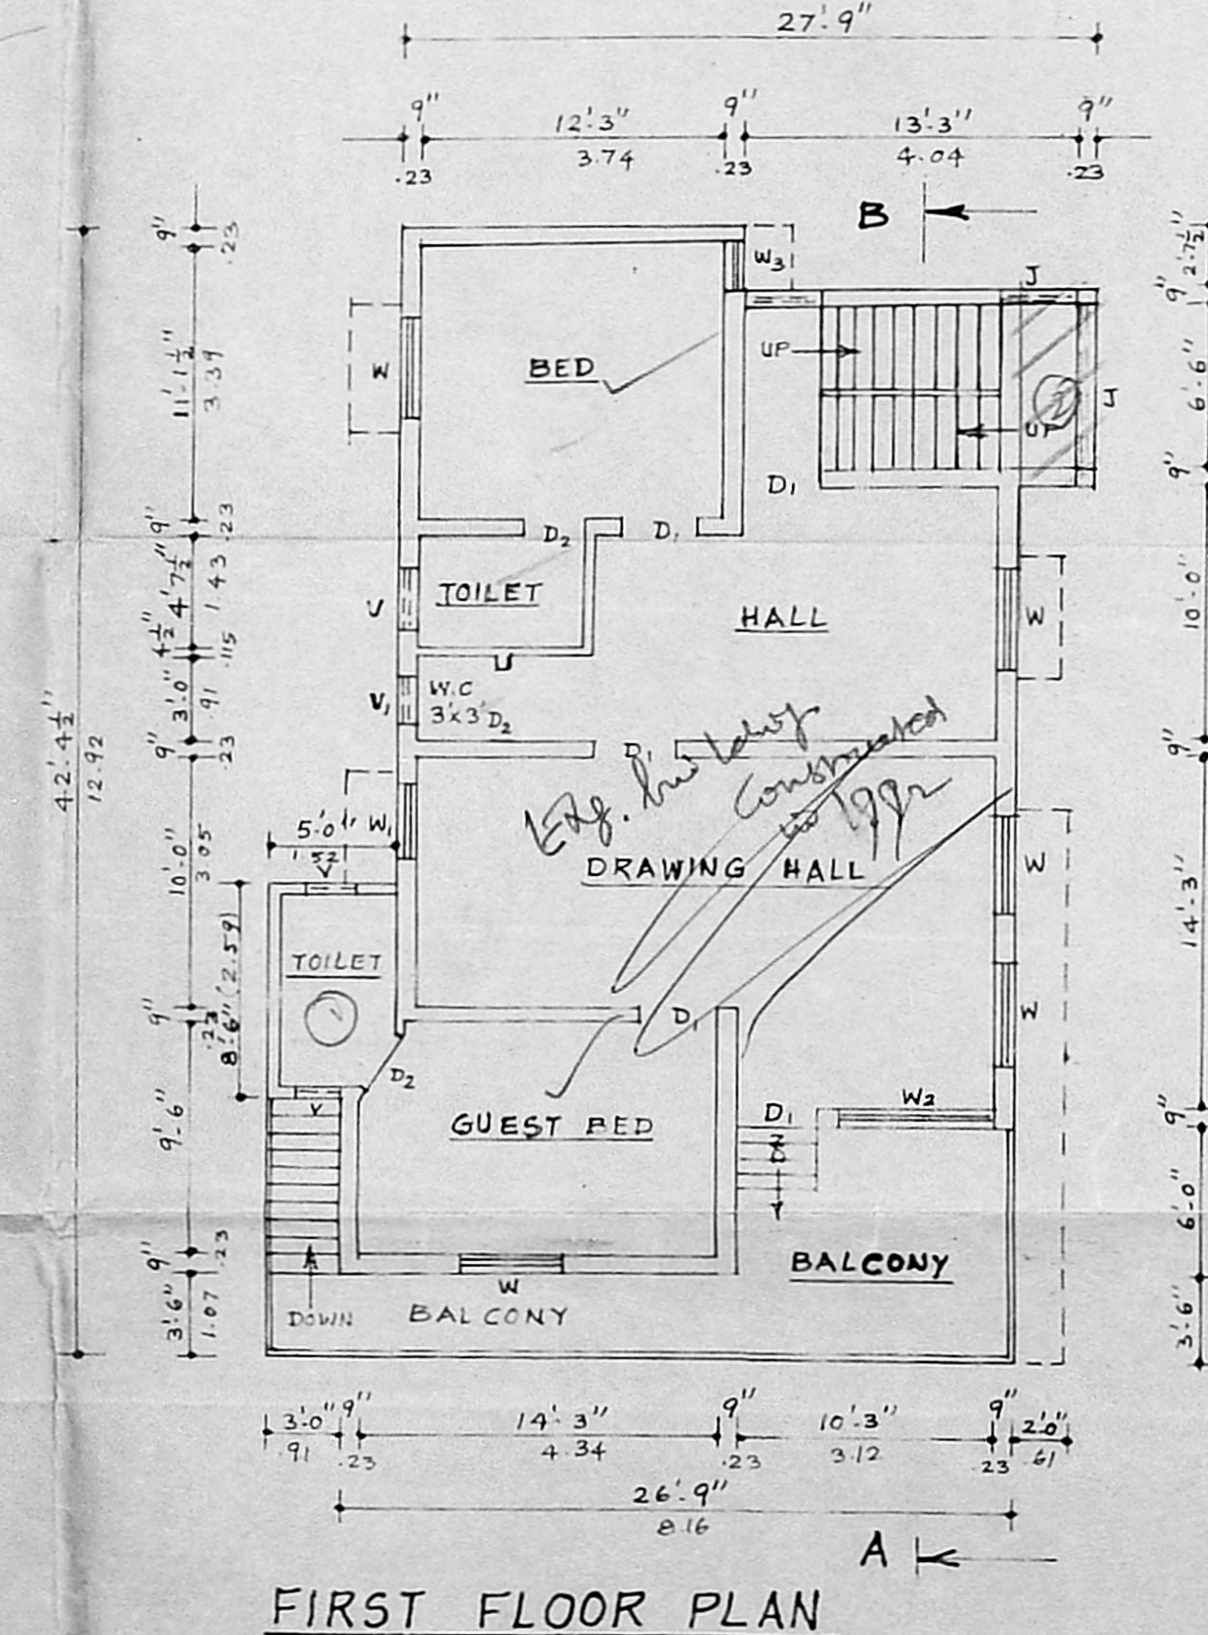 27'-9"
9" 12'-3" 9" 13'-3" 9"
.23 3.74 .23 4.04 .23
B
9" .23
11'-1½" 3.39
9" .23
4'7½" 1.43
4½" .115
3'-0" .91
9" .23
10'-0" 3.05
9" .23
9'-6"
9" .23
3'-6" 1.07
42'-4½"
12.92
W3
J
UP
W
BED
J
UP
D1
D2 D1
V
TOILET
HALL
W
V1
W.C
3'x3' D2
D1
Constructed
in 1992
5'-0"
1.52
W1
DRAWING HALL
W
V
8'-6" (2.59)
TOILET
D1
W
D2
GUEST BED
V
D1
W2
DN
BALCONY
W
DOWN
BALCONY
2'-7½"
9"
6'-6"
9"
10'-0"
9"
14'-3"
9"
6'-0"
3'-6"
3'-0" 9" 14'-3" 9" 10'-3" 9" 2'-0"
.91 .23 4.34 .23 3.12 .23 .61
26'-9"
8.16
A
FIRST FLOOR PLAN